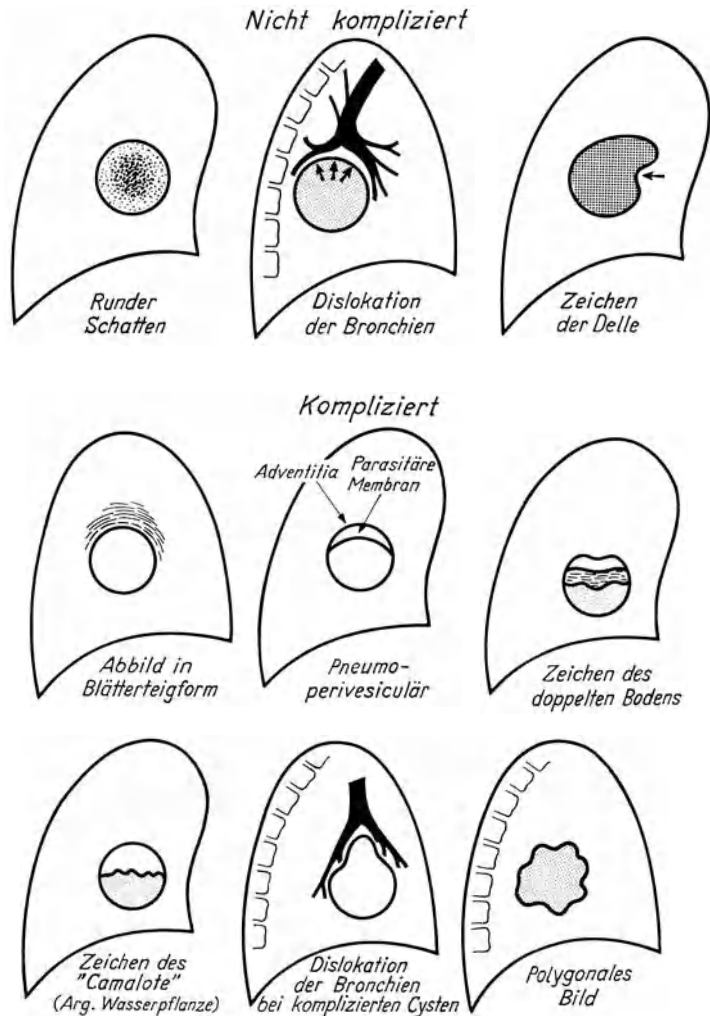 Nicht kompliziert
Runder
Schatten
Dislokation
der Bronchien
Zeichen
der Delle
Kompliziert
Adventitia
Parasitäre
Membran
Abbild in
Blätterteigform
Pneumo-
perivesiculär
Zeichen des
doppelten Bodens
Zeichen des
"Camalote"
(Arg. Wasserpflanze)
Dislokation
der Bronchien
bei komplizierten Cysten
Polygonales
Bild